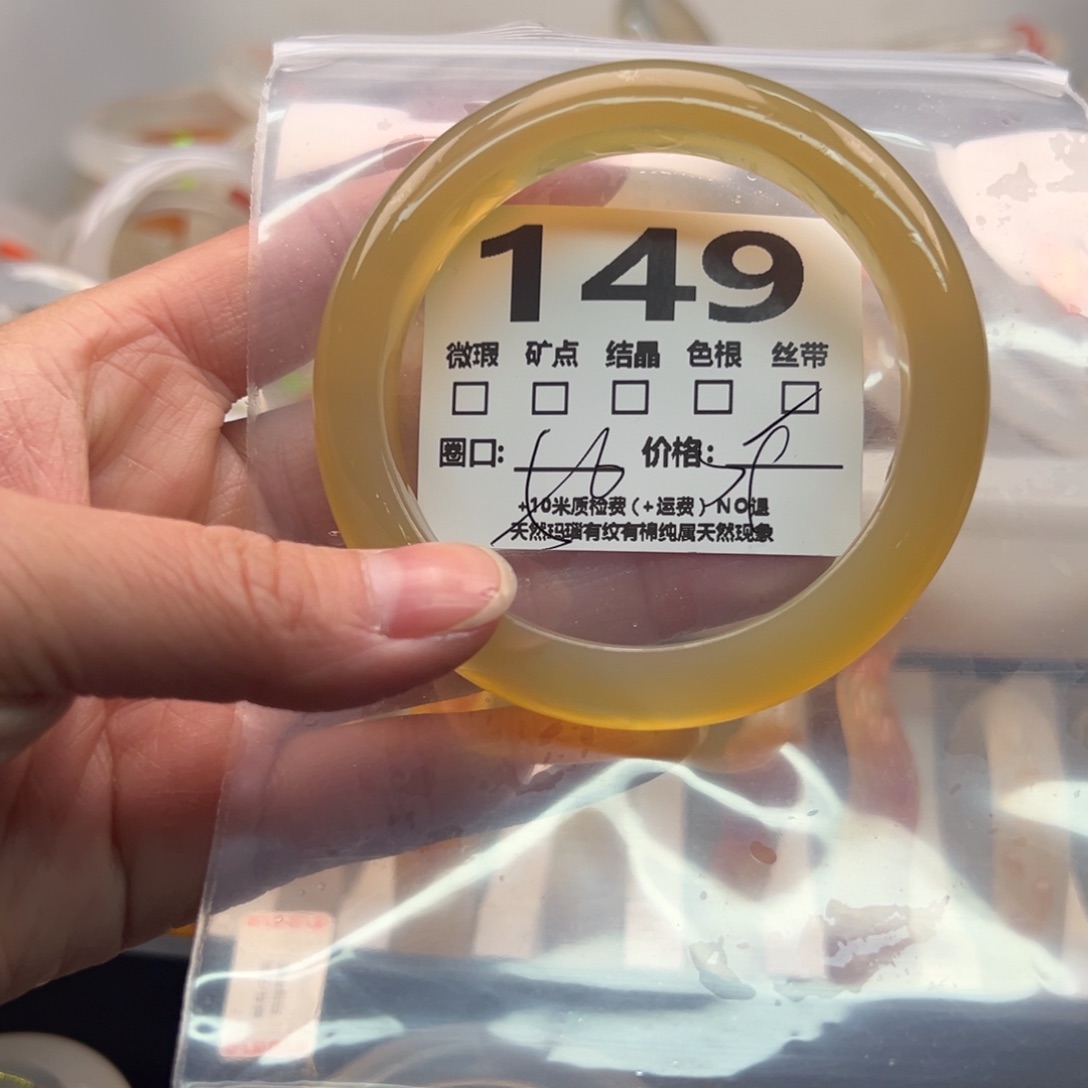 149
微瑕 矿点 结晶 色根 丝带
圈口: 56 价格:
+10米质检费(+运费)NO退
天然玛瑙有纹有棉纯属天然现象